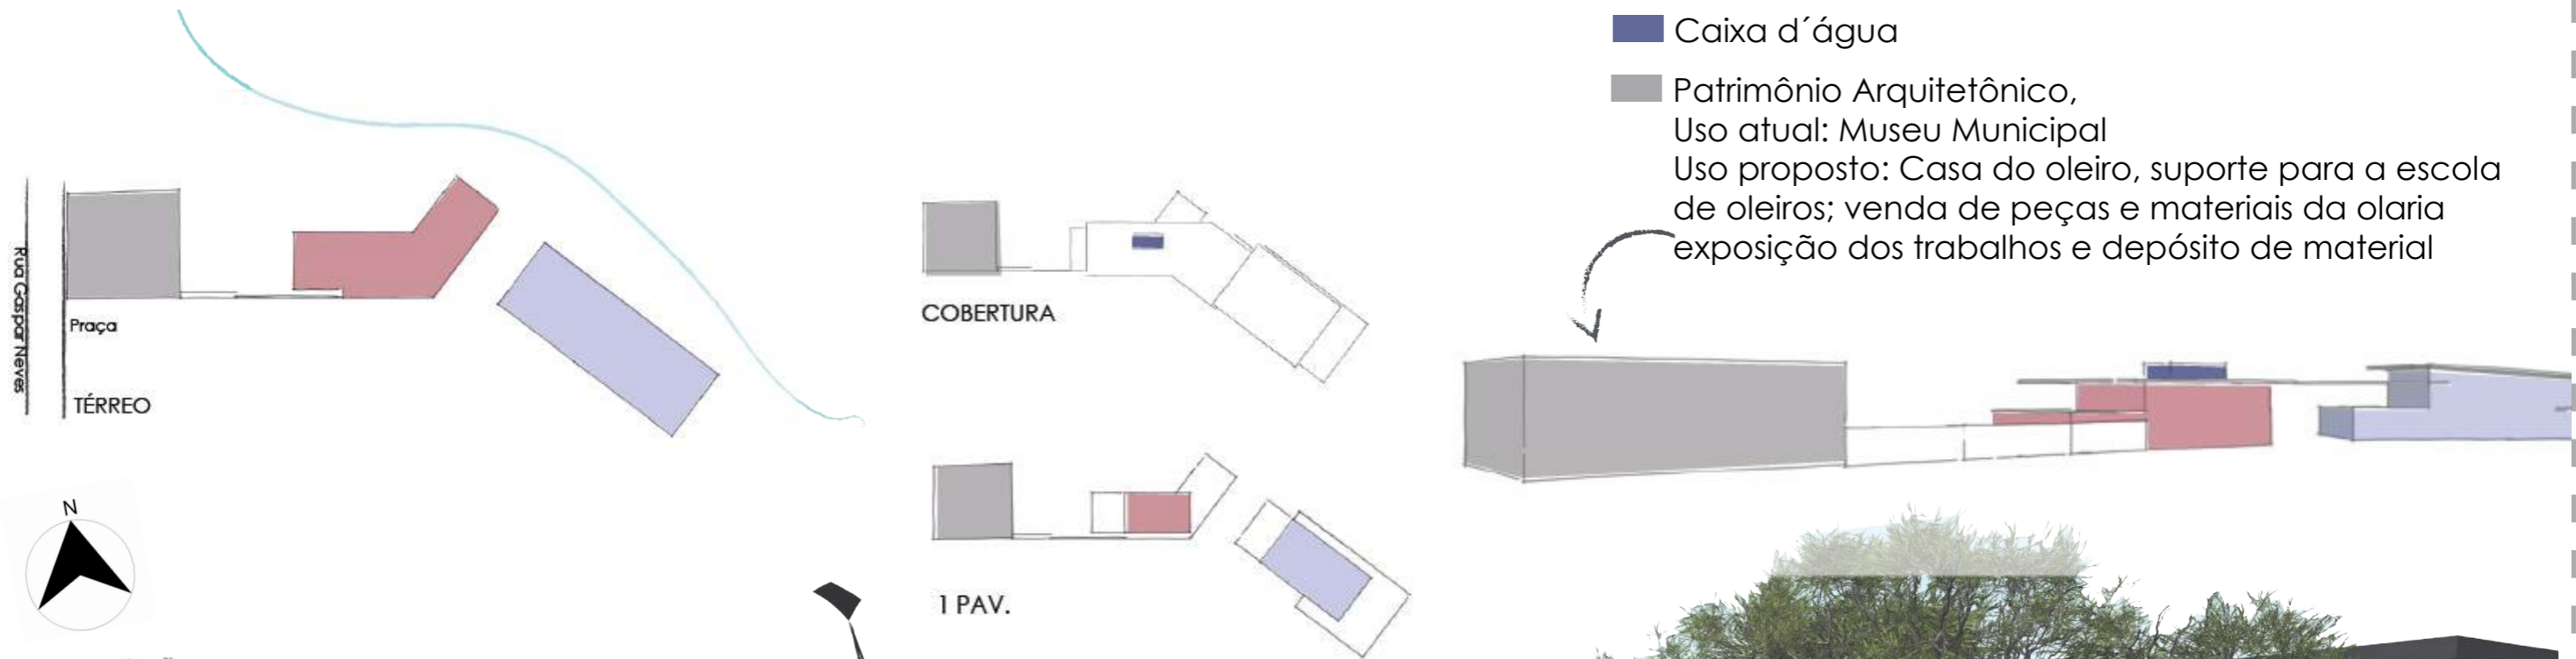 Caixa d´água
Patrimônio Arquitetônico,
Uso atual: Museu Municipal
Uso proposto: Casa do oleiro, suporte para a escola
de oleiros; venda de peças e materiais da olaria
exposição dos trabalhos e depósito de material
Rua Gaspar Neves
Praça
TÉRREO
COBERTURA
1 PAV.
N